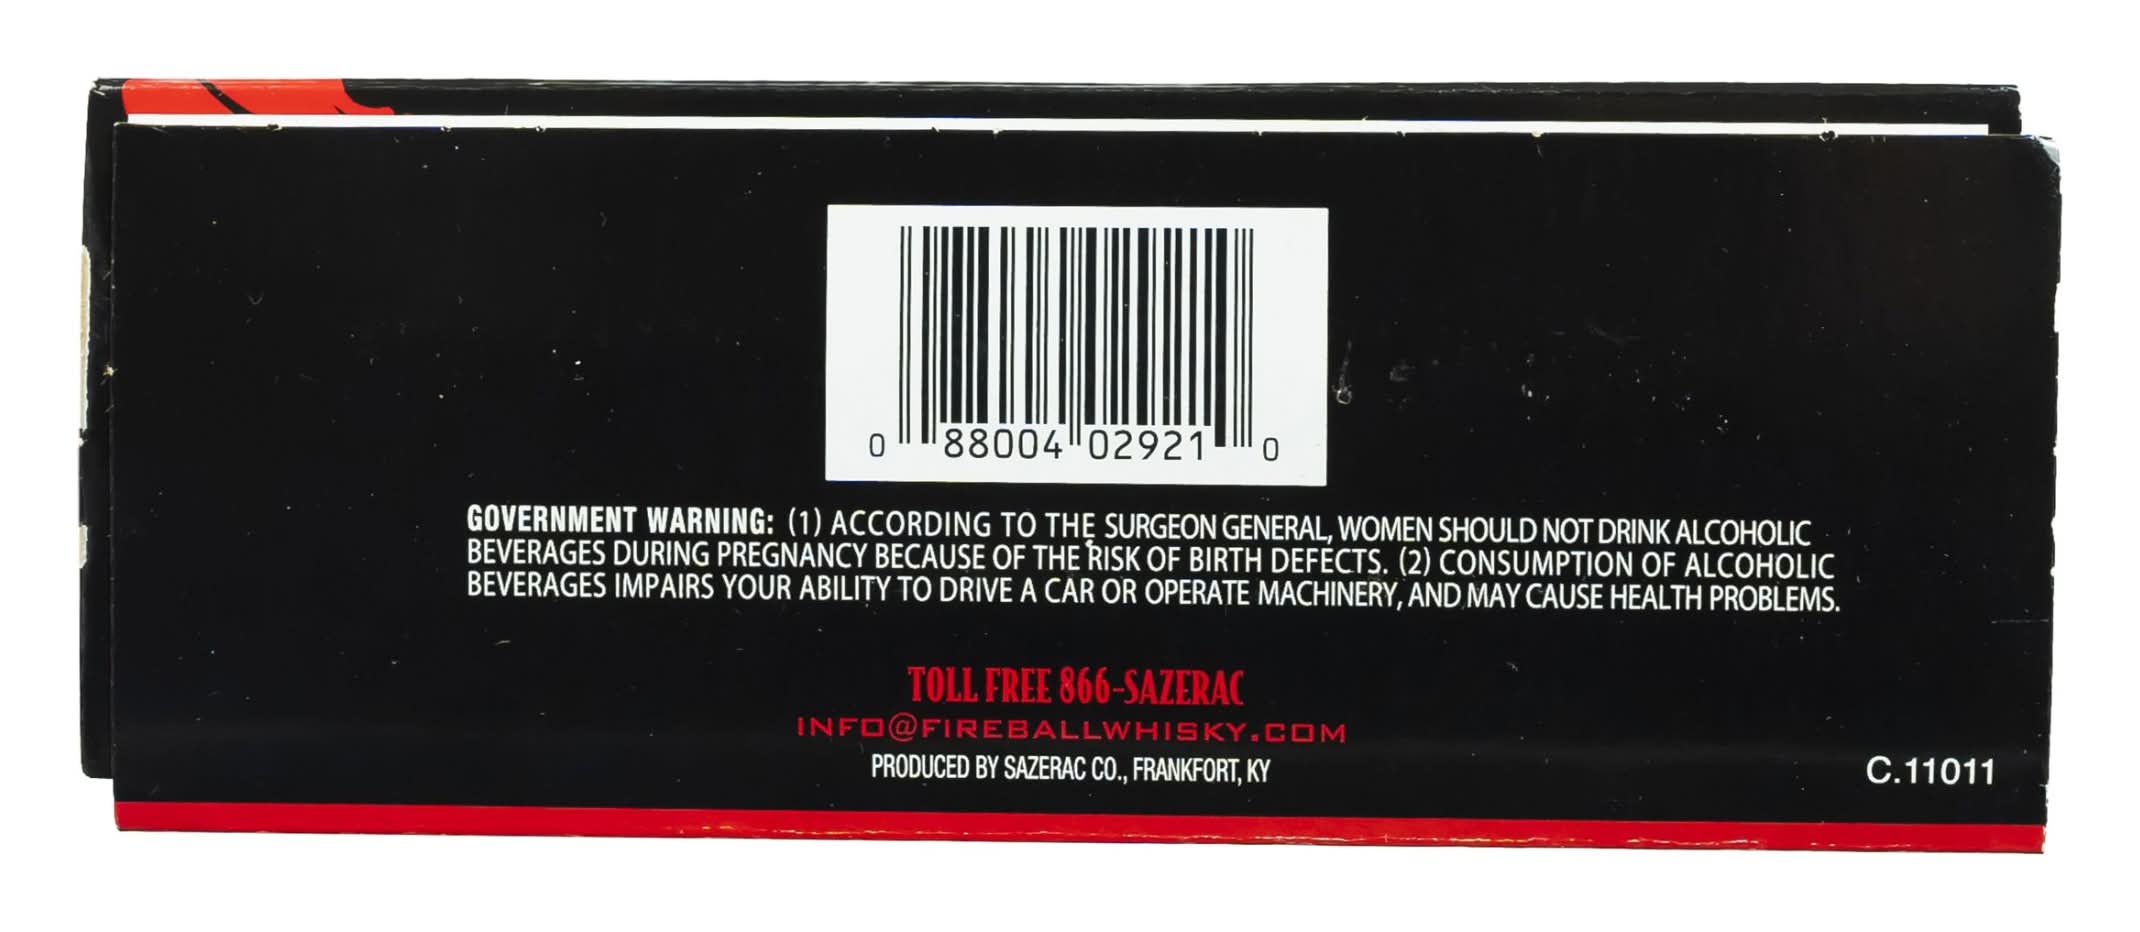 0 88004 02921 0
GOVERNMENT WARNING: (1) ACCORDING TO THE SURGEON GENERAL, WOMEN SHOULD NOT DRINK ALCOHOLIC
BEVERAGES DURING PREGNANCY BECAUSE OF THE RISK OF BIRTH DEFECTS. (2) CONSUMPTION OF ALCOHOLIC
BEVERAGES IMPAIRS YOUR ABILITY TO DRIVE A CAR OR OPERATE MACHINERY, AND MAY CAUSE HEALTH PROBLEMS.
TOLL FREE 866-SAZERAC
INFO@FIREBALLWHISKY.COM
PRODUCED BY SAZERAC CO., FRANKFORT, KY
C.11011